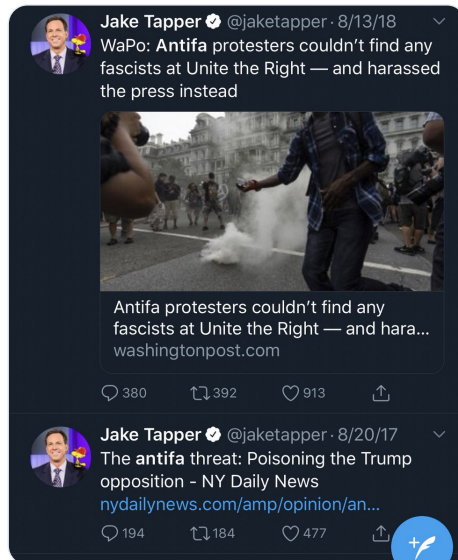 Jake Tapper @jaketapper · 8/13/18
WaPo: Antifa protesters couldn’t find any
fascists at Unite the Right — and harassed
the press instead
Antifa protesters couldn’t find any
fascists at Unite the Right — and hara...
washingtonpost.com
380 392 913
Jake Tapper @jaketapper · 8/20/17
The antifa threat: Poisoning the Trump
opposition - NY Daily News
nydailynews.com/amp/opinion/an...
194 184 477